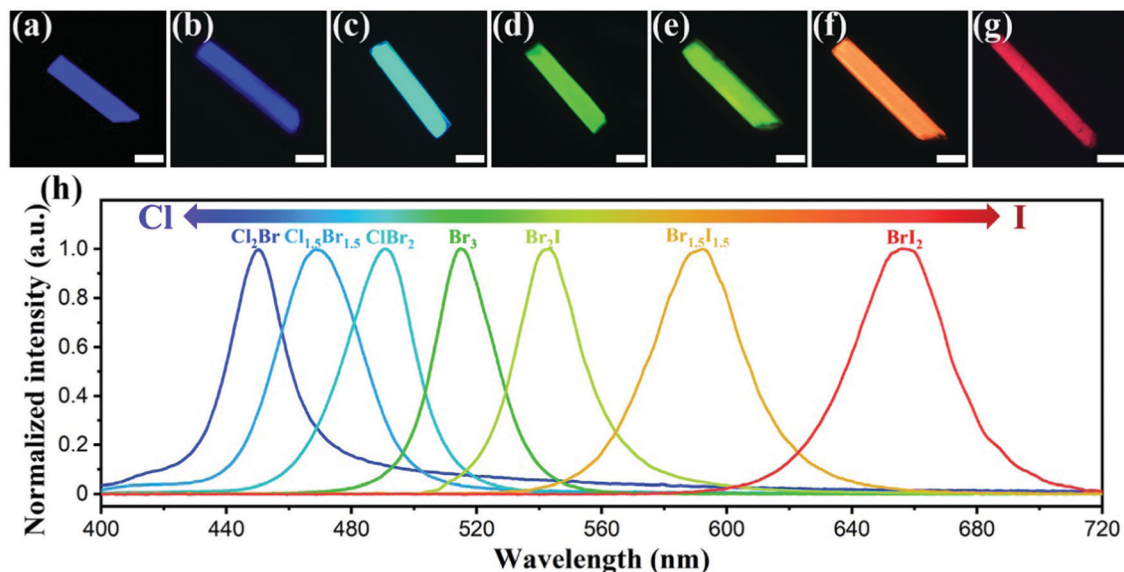 (a) (b) (c) (d) (e) (f) (g)
(h)
Cl I
Cl₂Br Cl₁.₅Br₁.₅ ClBr₂ Br₃ Br₂I Br₁.₅I₁.₅ BrI₂
Normalized intensity (a.u.)
1.0
0.8
0.6
0.4
0.2
0
400 440 480 520 560 600 640 680 720
Wavelength (nm)